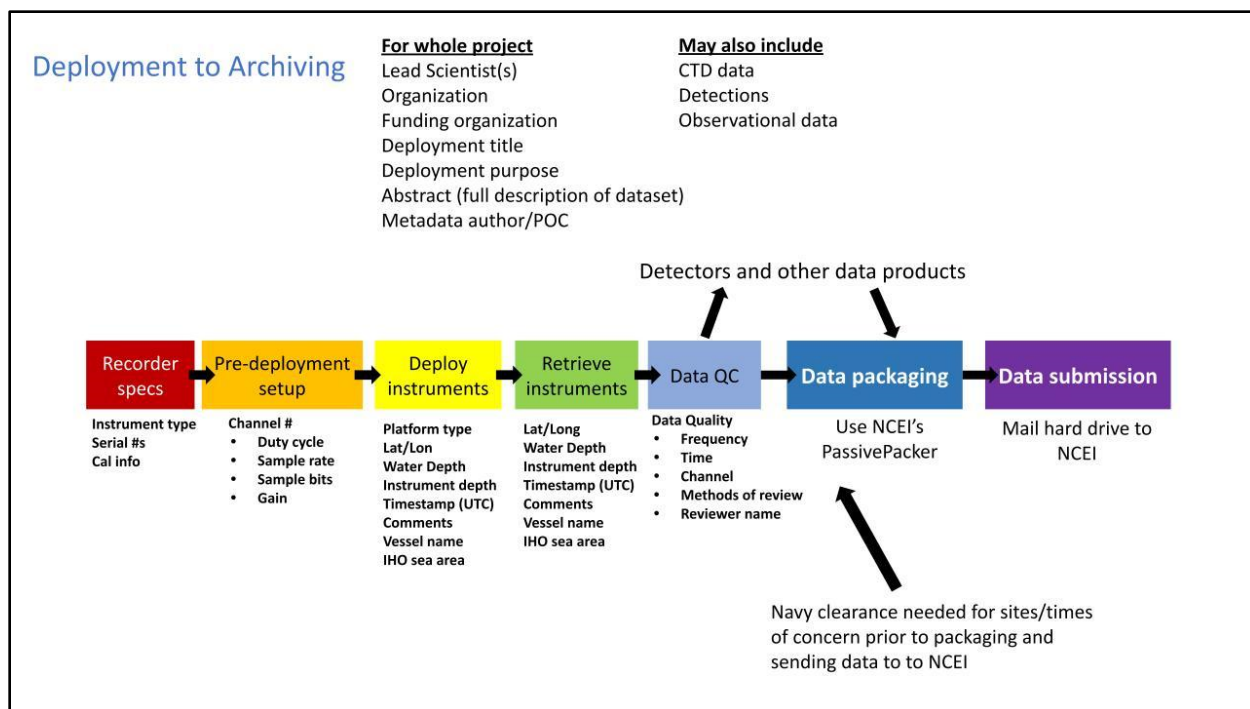 Deployment to Archiving
For whole project
Lead Scientist(s)
Organization
Funding organization
Deployment title
Deployment purpose
Abstract (full description of dataset)
Metadata author/POC
May also include
CTD data
Detections
Observational data
Detectors and other data products
Recorder
specs
Instrument type
Serial #s
Cal info
Pre-deployment
setup
Channel #
• Duty cycle
• Sample rate
• Sample bits
• Gain
Deploy
instruments
Platform type
Lat/Lon
Water Depth
Instrument depth
Timestamp (UTC)
Comments
Vessel name
IHO sea area
Retrieve
instruments
Lat/Long
Water Depth
Instrument depth
Timestamp (UTC)
Comments
Vessel name
IHO sea area
Data QC
Data Quality
• Frequency
• Time
• Channel
• Methods of review
• Reviewer name
Data packaging
Use NCEI's
PassivePacker
Data submission
Mail hard drive to
NCEI
Navy clearance needed for sites/times
of concern prior to packaging and
sending data to to NCEI